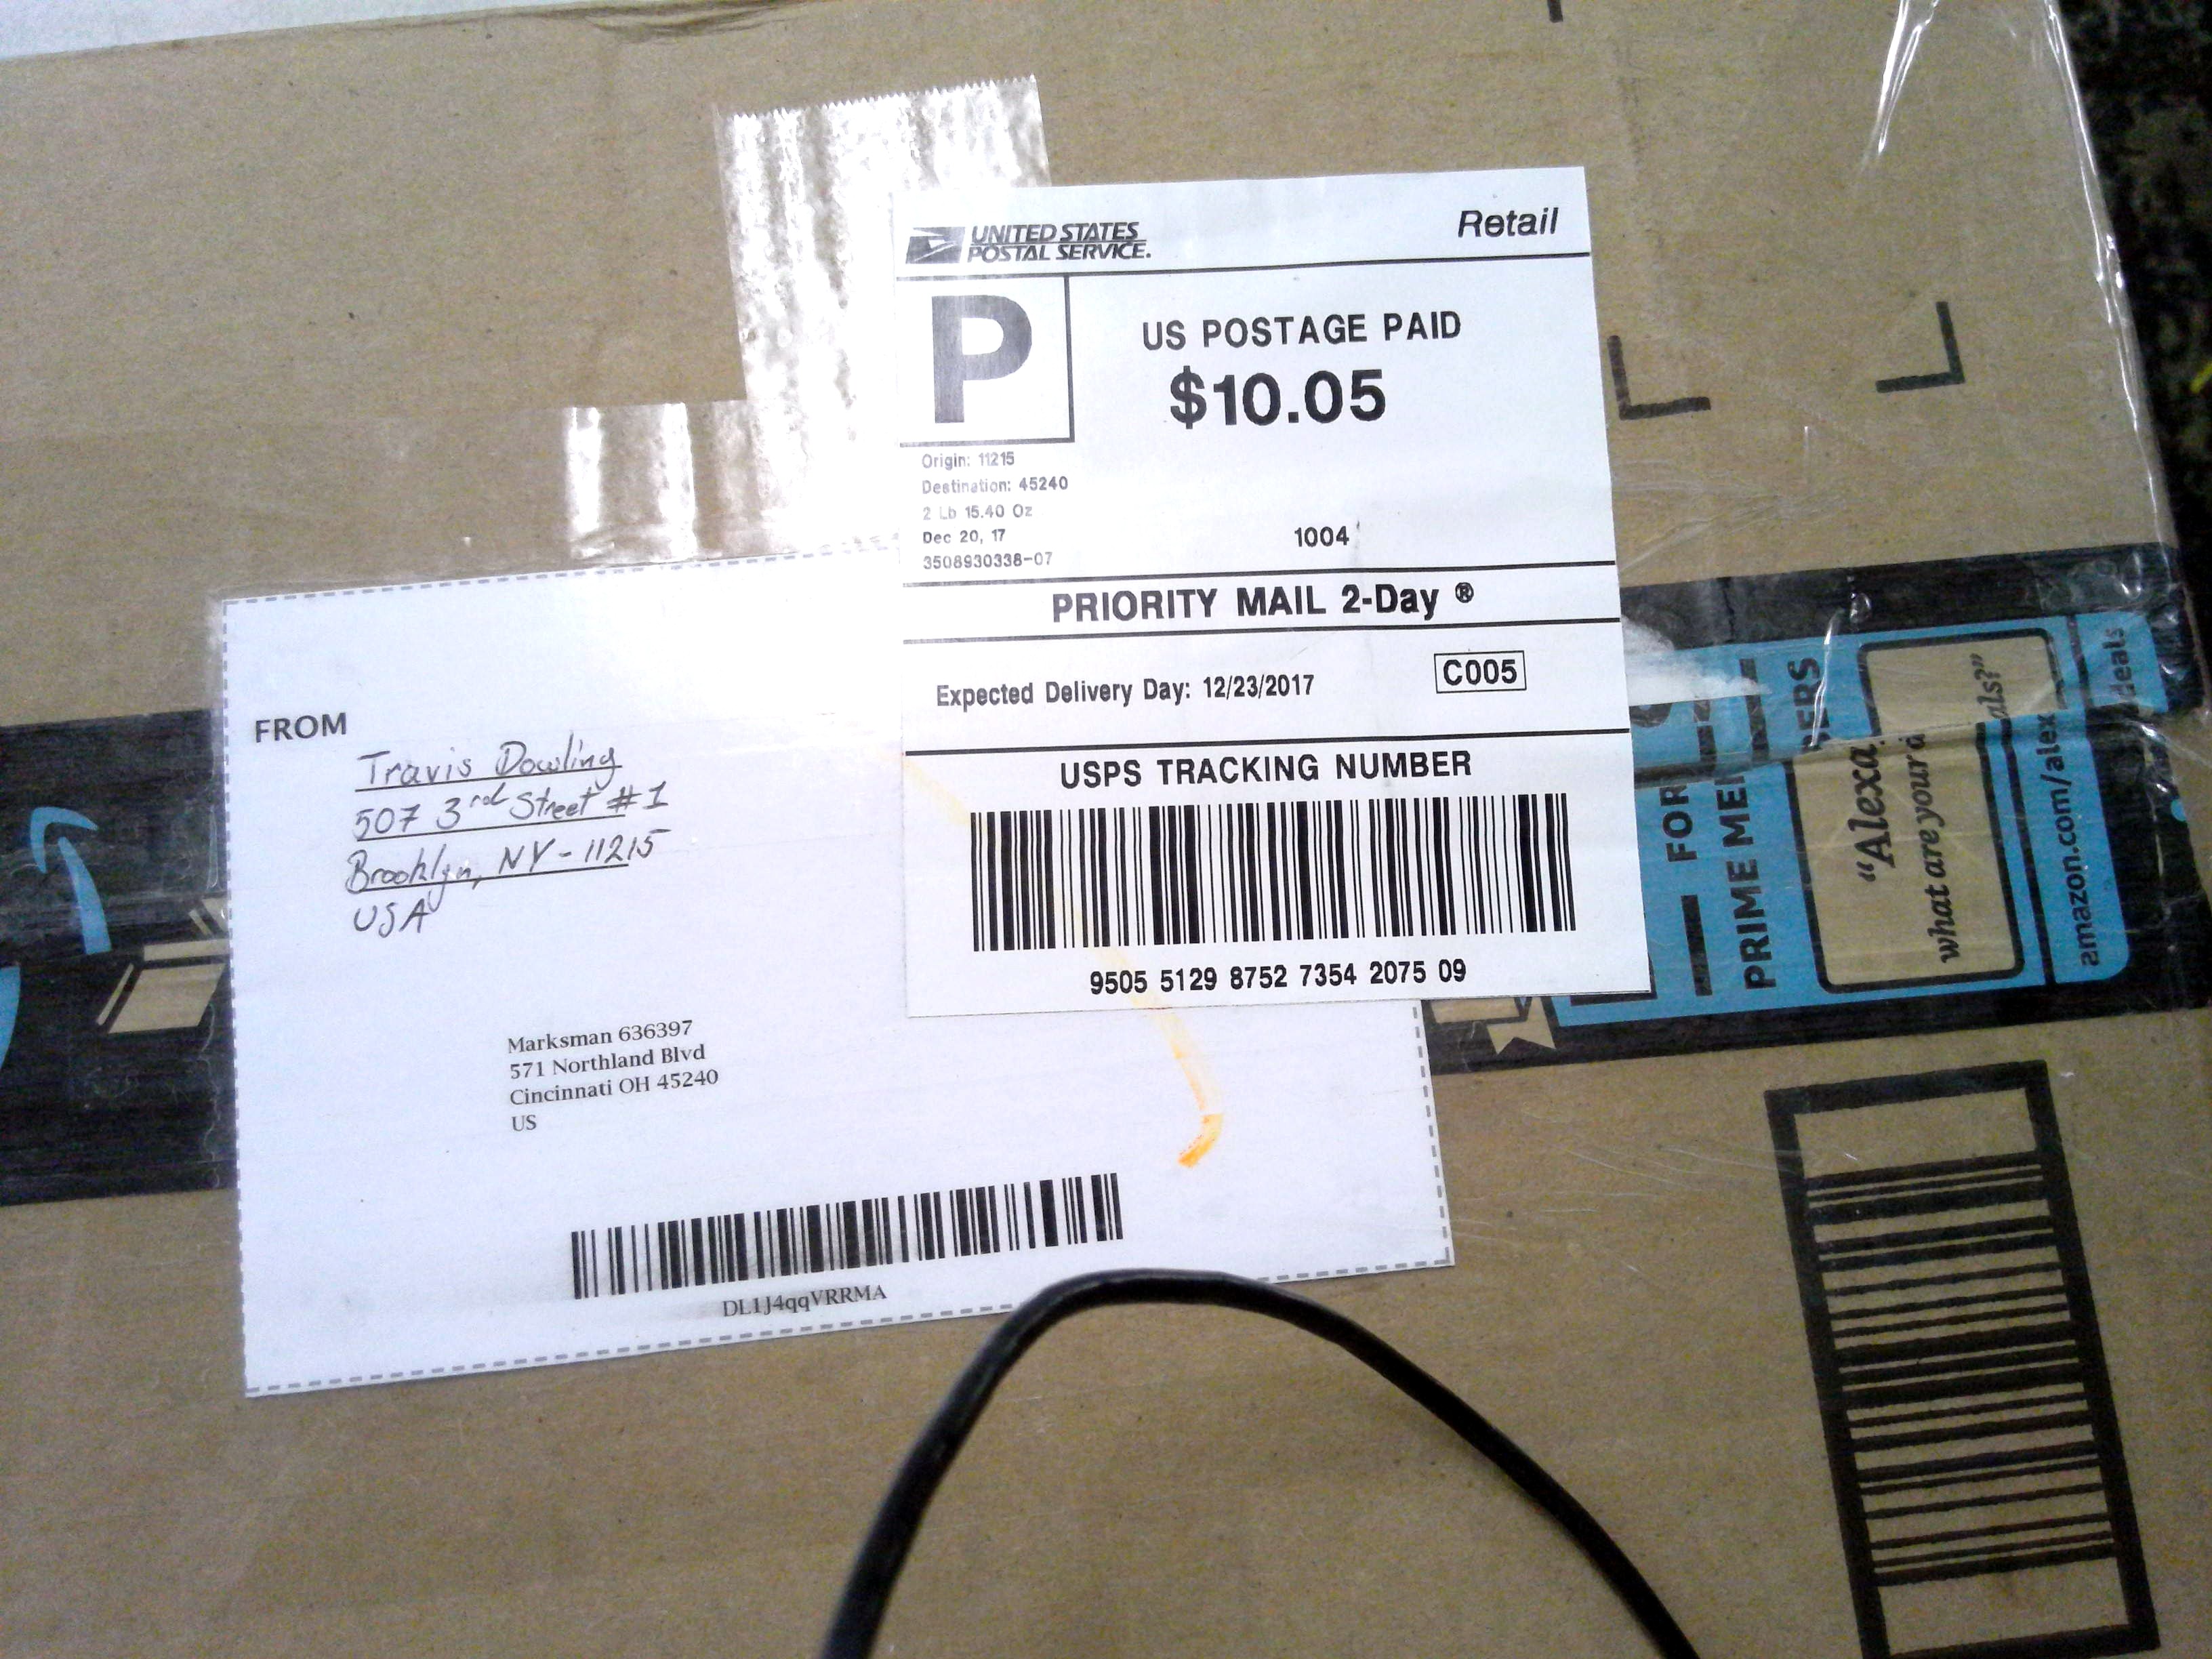 UNITED STATES
POSTAL SERVICE.
Retail
P
US POSTAGE PAID
$10.05
Origin: 11215
Destination: 45240
2 Lb 15.40 Oz
Dec 20, 17
3508930338-07
1004
PRIORITY MAIL 2-Day ®
Expected Delivery Day: 12/23/2017
C005
USPS TRACKING NUMBER
9505 5129 8752 7354 2075 09
FROM
Travis Dowling
507 3rd Street #1
Brooklyn, NY - 11215
USA
Marksman 636397
571 Northland Blvd
Cincinnati OH 45240
US
DL1J4qqVRRMA
FOR
PRIME
"Alexa,
what are your
amazon.com/alex
deals